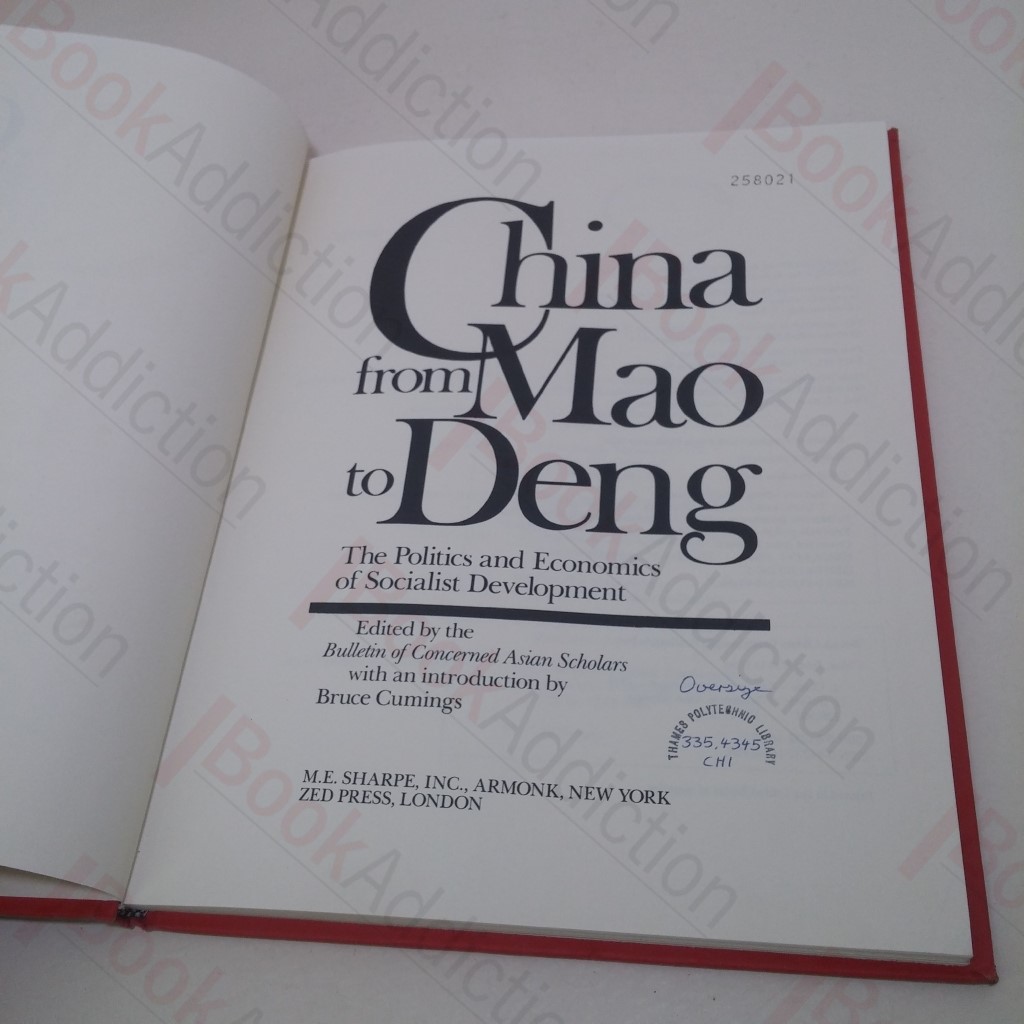 258021
China
from Mao
to Deng
The Politics and Economics
of Socialist Development
Edited by the
Bulletin of Concerned Asian Scholars
with an introduction by
Bruce Cumings
Oversize
THAMES POLYTECHNIC LIBRARY
335.4345
CHI
M.E. SHARPE, INC., ARMONK, NEW YORK
ZED PRESS, LONDON
BookAddiction